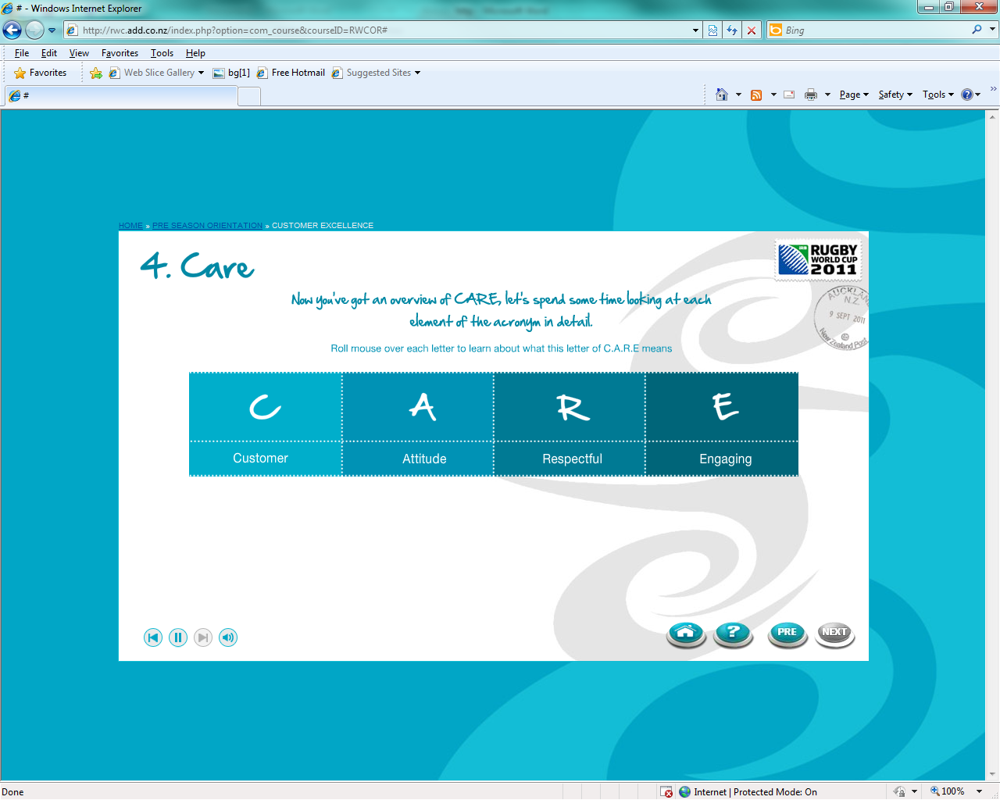 # - Windows Internet Explorer
http://rwc.add.co.nz/index.php?option=com_course&courseID=RWCOR#
Bing
File Edit View Favorites Tools Help
Favorites Web Slice Gallery bg[1] Free Hotmail Suggested Sites
# Page Safety Tools
HOME » PRE SEASON ORIENTATION » CUSTOMER EXCELLENCE
4. Care
IRB RUGBY
WORLD CUP
2011
AUCKLAND
N.Z.
9 SEPT 2011
©
New Zealand Post
Now you've got an overview of CARE, let's spend some time looking at each
element of the acronym in detail.
Roll mouse over each letter to learn about what this letter of C.A.R.E means
C A R E
Customer Attitude Respectful Engaging
? PRE NEXT
Done Internet | Protected Mode: On 100%